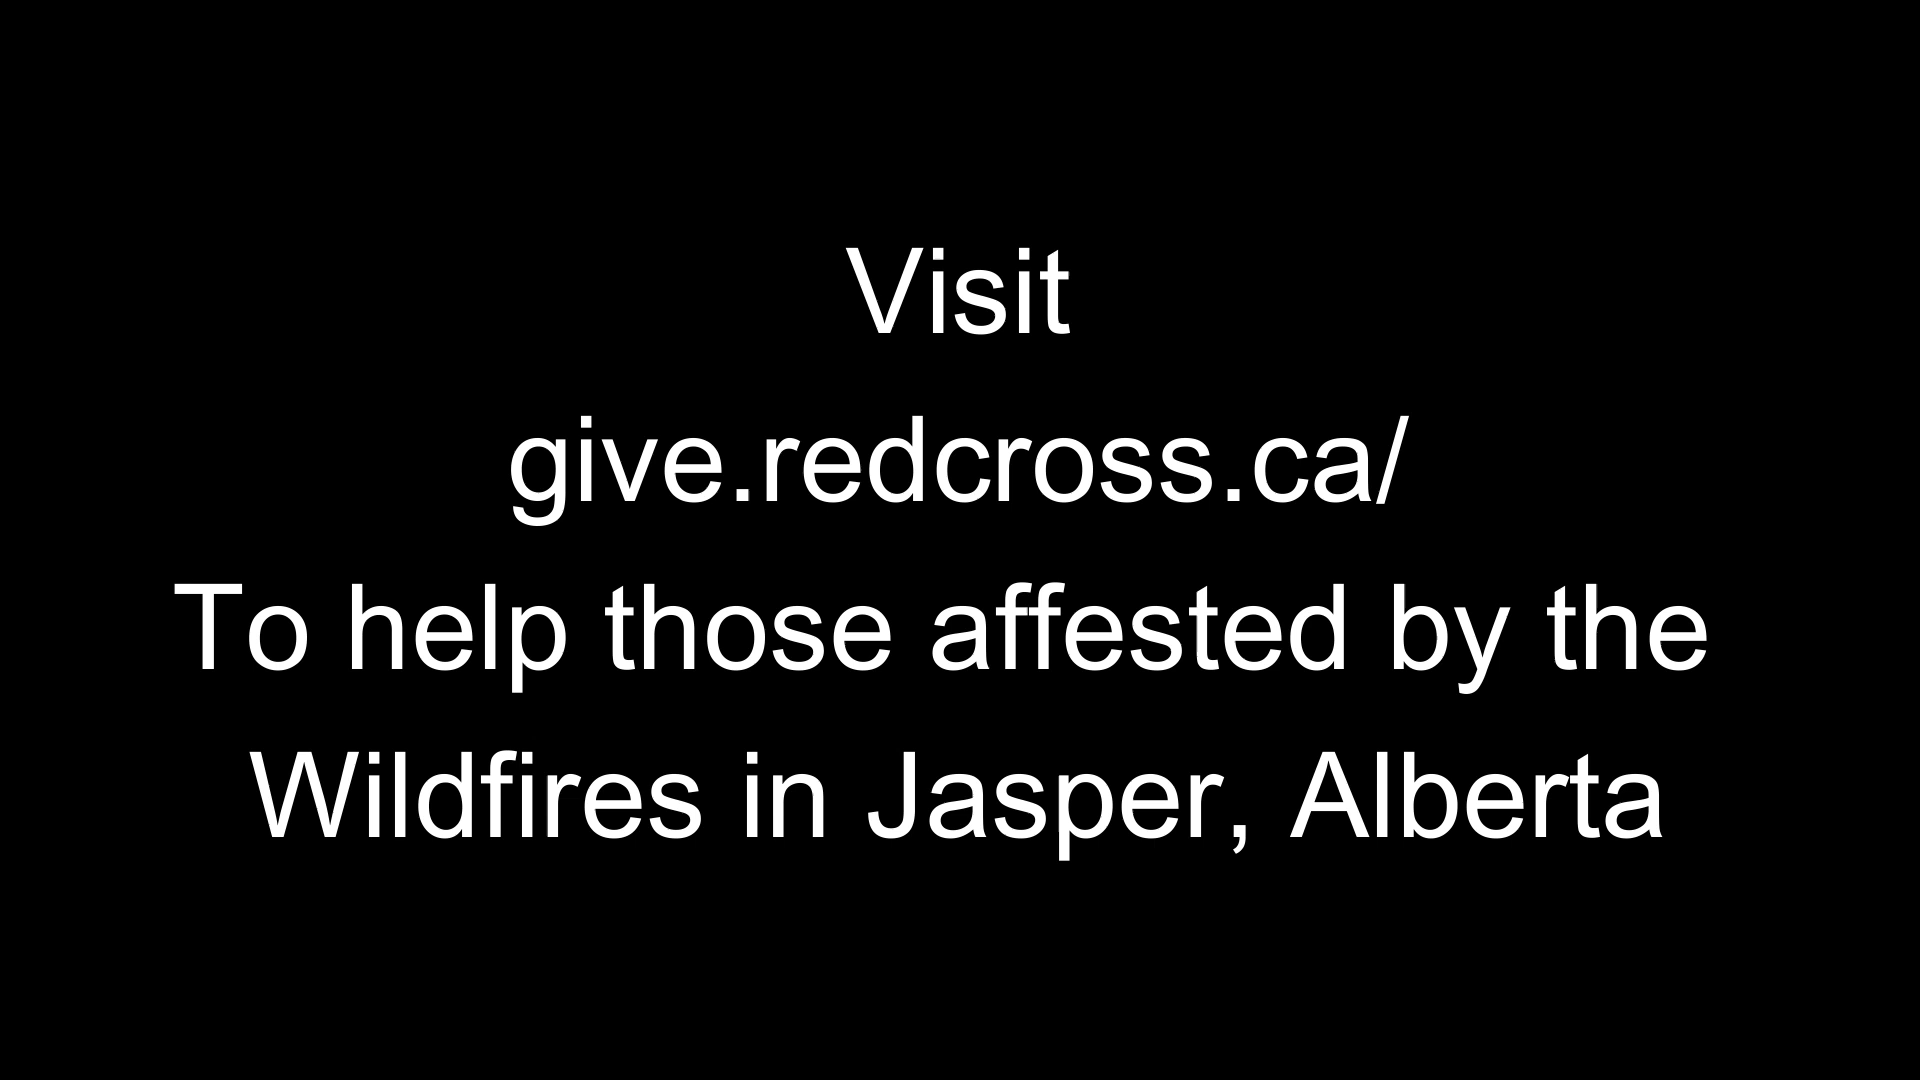 Visit
give.redcross.ca/
To help those affested by the
Wildfires in Jasper, Alberta